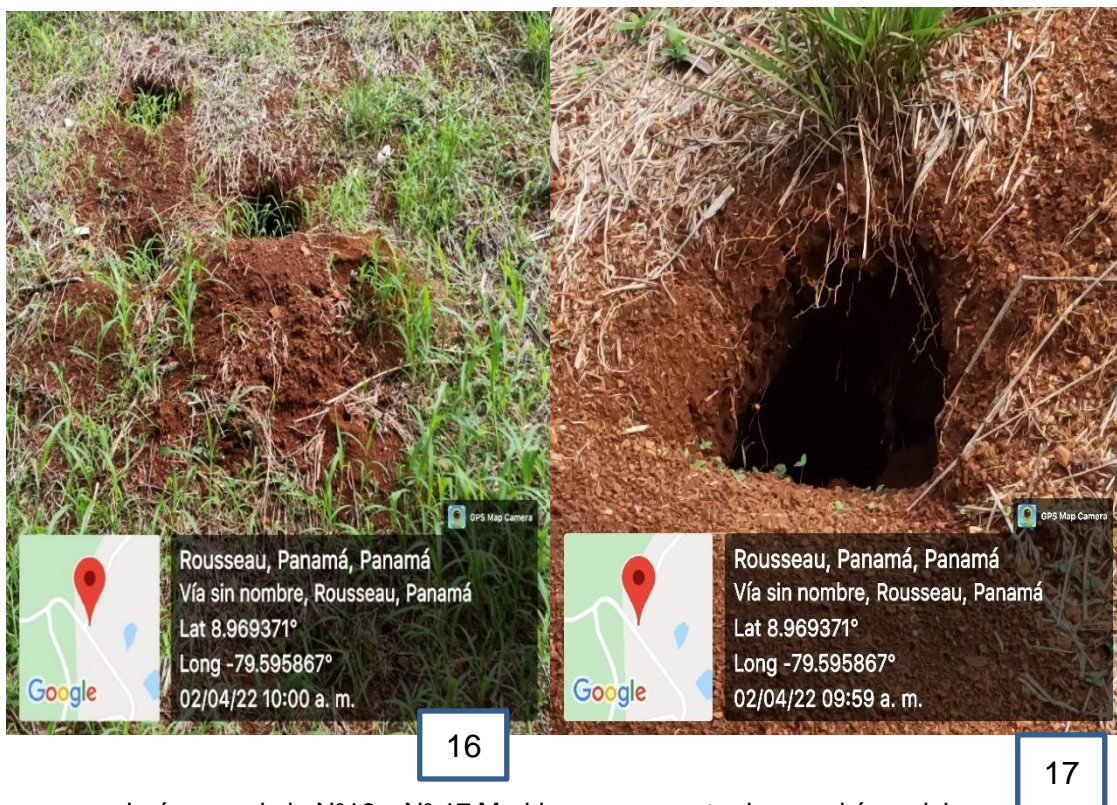 GPS Map Camera
Rousseau, Panamá, Panamá
Vía sin nombre, Rousseau, Panamá
Lat 8.969371°
Long -79.595867°
02/04/22 10:00 a. m.
Google
16
GPS Map Camera
Rousseau, Panamá, Panamá
Vía sin nombre, Rousseau, Panamá
Lat 8.969371°
Long -79.595867°
02/04/22 09:59 a. m.
Google
17